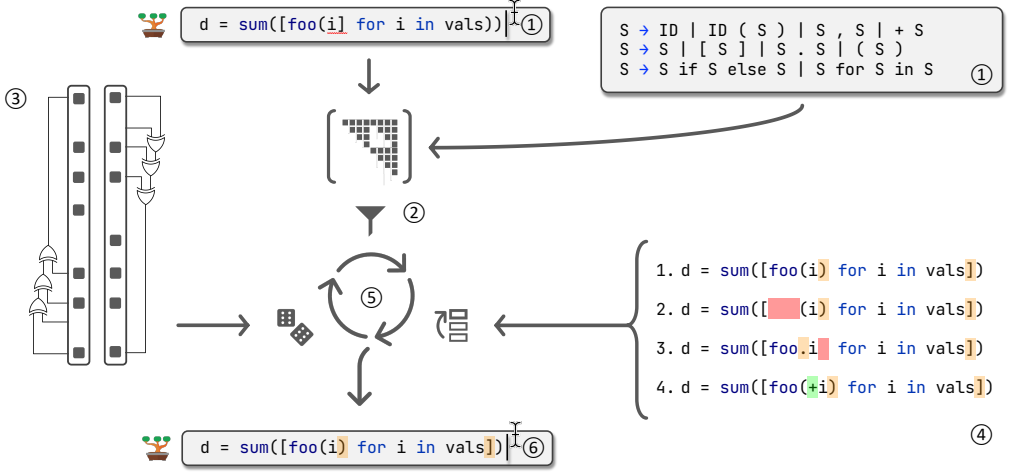 d = sum([foo(i] for i in vals))
①
S → ID | ID ( S ) | S , S | + S
S → S | [ S ] | S . S | ( S )
S → S if S else S | S for S in S
①
③
②
⑤
1. d = sum([foo(i) for i in vals])
2. d = sum([ (i) for i in vals])
3. d = sum([foo.i for i in vals])
4. d = sum([foo(+i) for i in vals])
④
d = sum([foo(i) for i in vals])
⑥